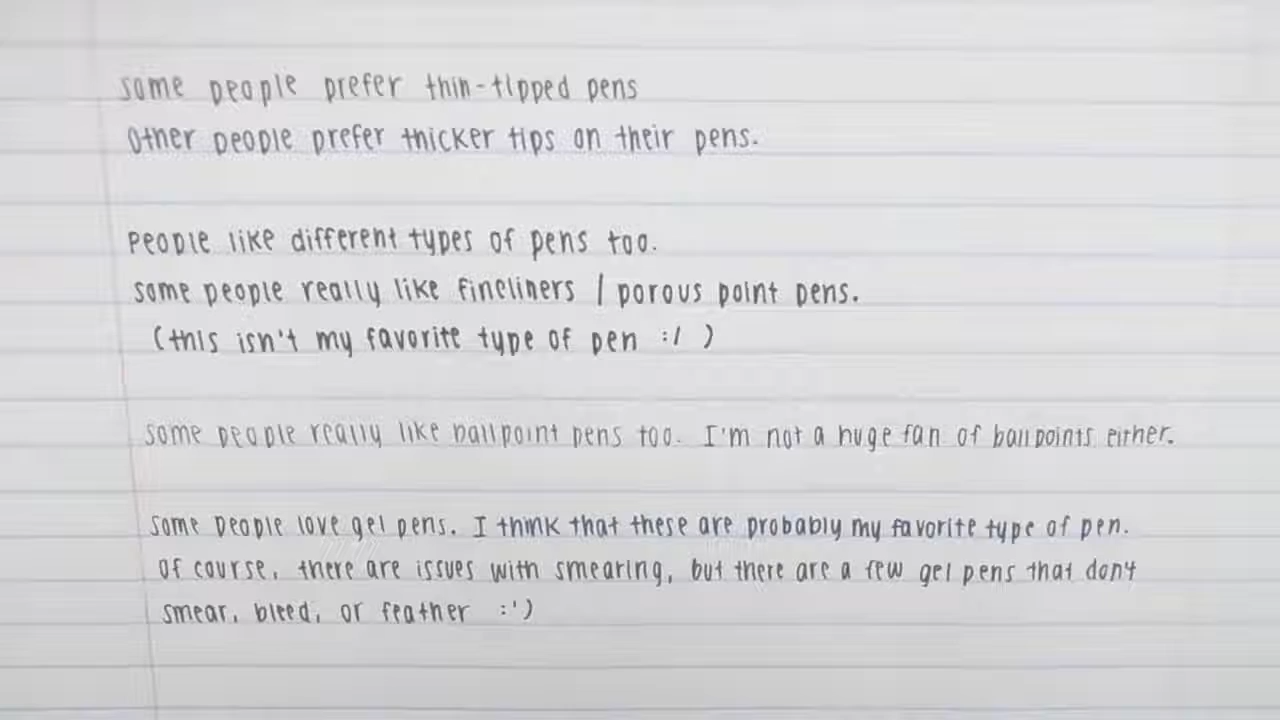 some people prefer thin-tipped pens
Other people prefer thicker tips on their pens.
People like different types of pens too.
some people really like fineliners / porous point pens.
(this isn't my favorite type of pen :/ )
some people really like ballpoint pens too. I'm not a huge fan of ballpoints either.
some people love gel pens. I think that these are probably my favorite type of pen.
Of course, there are issues with smearing, but there are a few gel pens that don't
smear, bleed, or feather :')